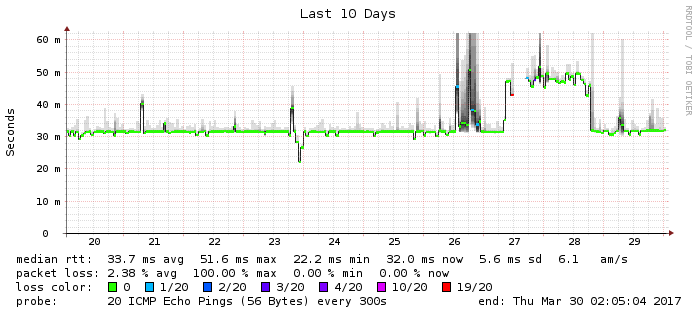 Last 10 Days
RRDTOOL / TOBI OETIKER
Seconds
60 m
50 m
40 m
30 m
20 m
10 m
0
20 21 22 23 24 25 26 27 28 29
median rtt: 33.7 ms avg 51.6 ms max 22.2 ms min 32.0 ms now 5.6 ms sd 6.1 am/s
packet loss: 2.38 % avg 100.00 % max 0.00 % min 0.00 % now
loss color: 0 1/20 2/20 3/20 4/20 10/20 19/20
probe: 20 ICMP Echo Pings (56 Bytes) every 300s end: Thu Mar 30 02:05:04 2017